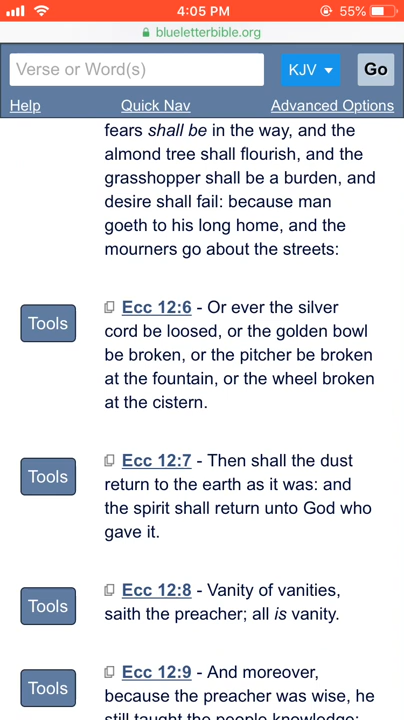 4:05 PM
55%
blueletterbible.org
Verse or Word(s)
KJV
Go
Help
Quick Nav
Advanced Options
fears shall be in the way, and the
almond tree shall flourish, and the
grasshopper shall be a burden, and
desire shall fail: because man
goeth to his long home, and the
mourners go about the streets:
Tools
Ecc 12:6 - Or ever the silver
cord be loosed, or the golden bowl
be broken, or the pitcher be broken
at the fountain, or the wheel broken
at the cistern.
Tools
Ecc 12:7 - Then shall the dust
return to the earth as it was: and
the spirit shall return unto God who
gave it.
Tools
Ecc 12:8 - Vanity of vanities,
saith the preacher; all is vanity.
Tools
Ecc 12:9 - And moreover,
because the preacher was wise, he
still taught the people knowledge;